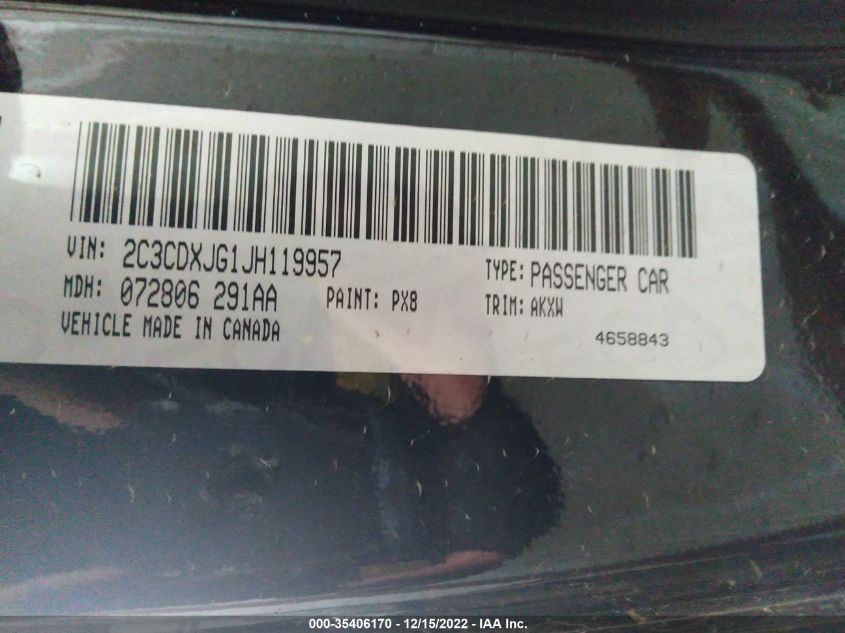 VIN: 2C3CDXJG1JH119957 TYPE: PASSENGER CAR
MDH: 072806 291AA PAINT: PX8 TRIM: AKXW
VEHICLE MADE IN CANADA 4658843
000-35406170 - 12/15/2022 - IAA Inc.